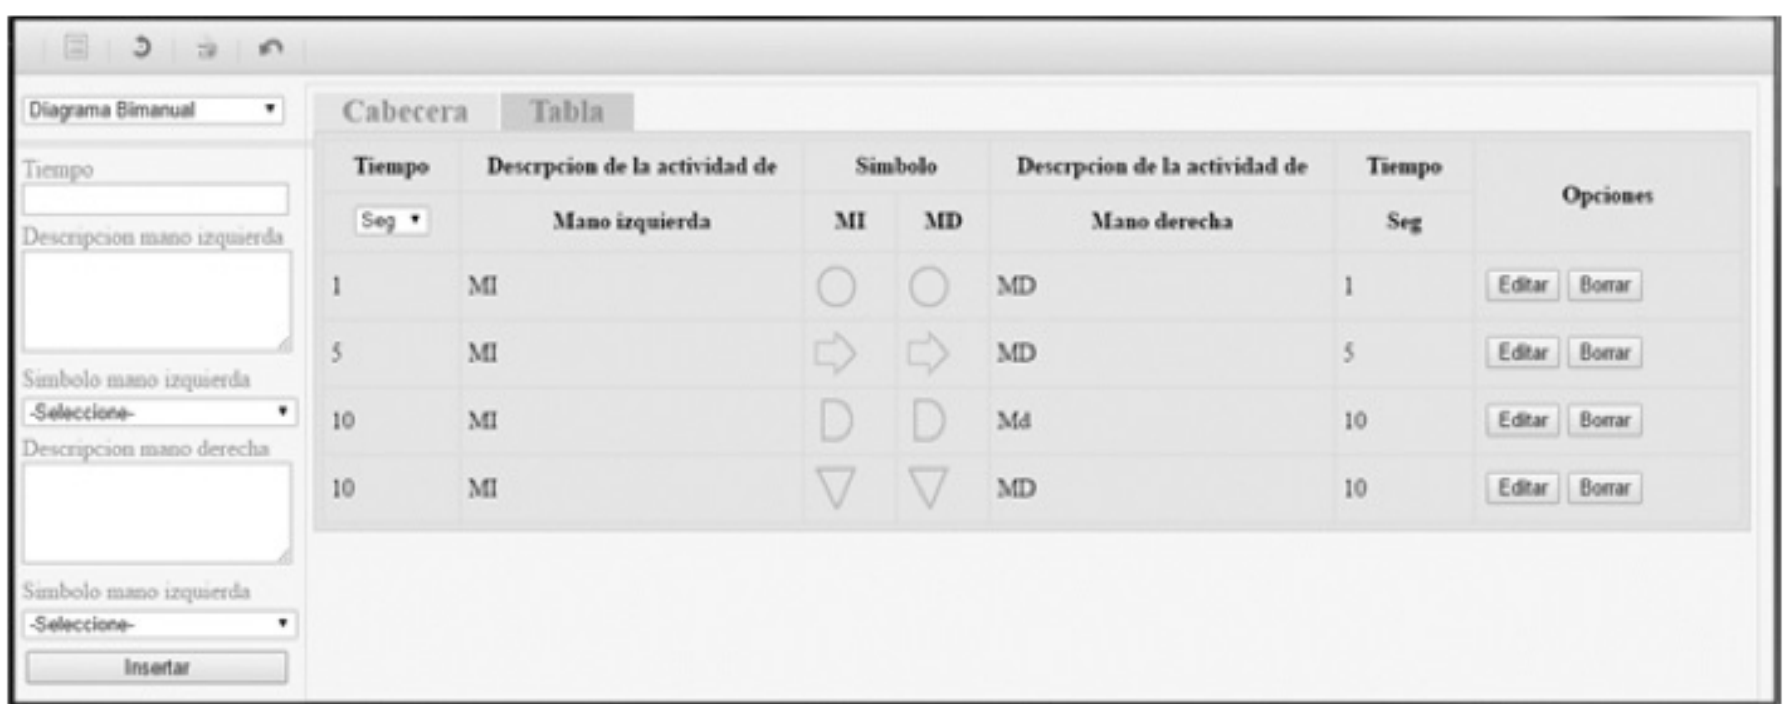 Diagrama Bimanual
Tiempo
Descripcion mano izquierda
Simbolo mano izquierda
-Seleccione-
Descripcion mano derecha
Simbolo mano izquierda
-Seleccione-
Insertar
Cabecera Tabla
Tiempo Descrpcion de la actividad de Simbolo Descrpcion de la actividad de Tiempo Opciones
Seg Mano izquierda MI MD Mano derecha Seg
1 MI MD 1 Editar Borrar
5 MI MD 5 Editar Borrar
10 MI Md 10 Editar Borrar
10 MI MD 10 Editar Borrar